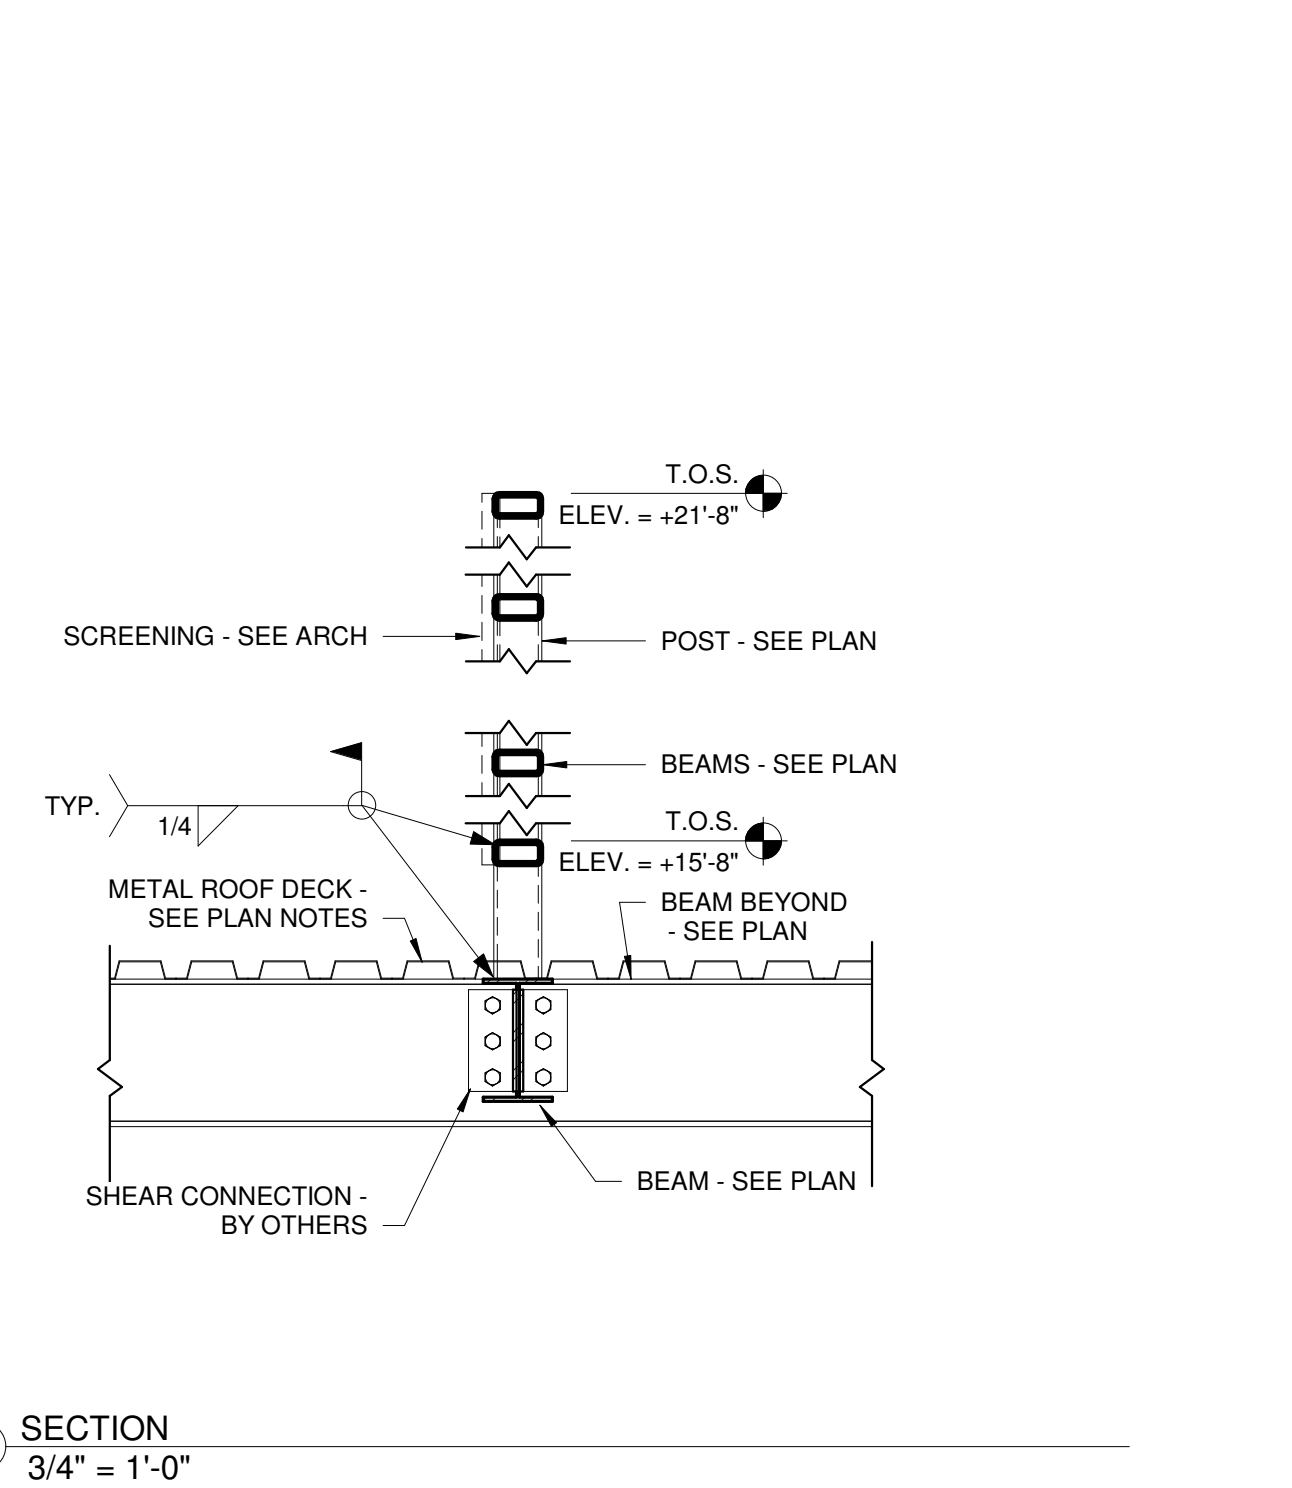 T.O.S.
ELEV. = +21'-8"
SCREENING - SEE ARCH
POST - SEE PLAN
BEAMS - SEE PLAN
TYP.
1/4
T.O.S.
ELEV. = +15'-8"
METAL ROOF DECK -
SEE PLAN NOTES
BEAM BEYOND
- SEE PLAN
BEAM - SEE PLAN
SHEAR CONNECTION -
BY OTHERS
SECTION
3/4" = 1'-0"